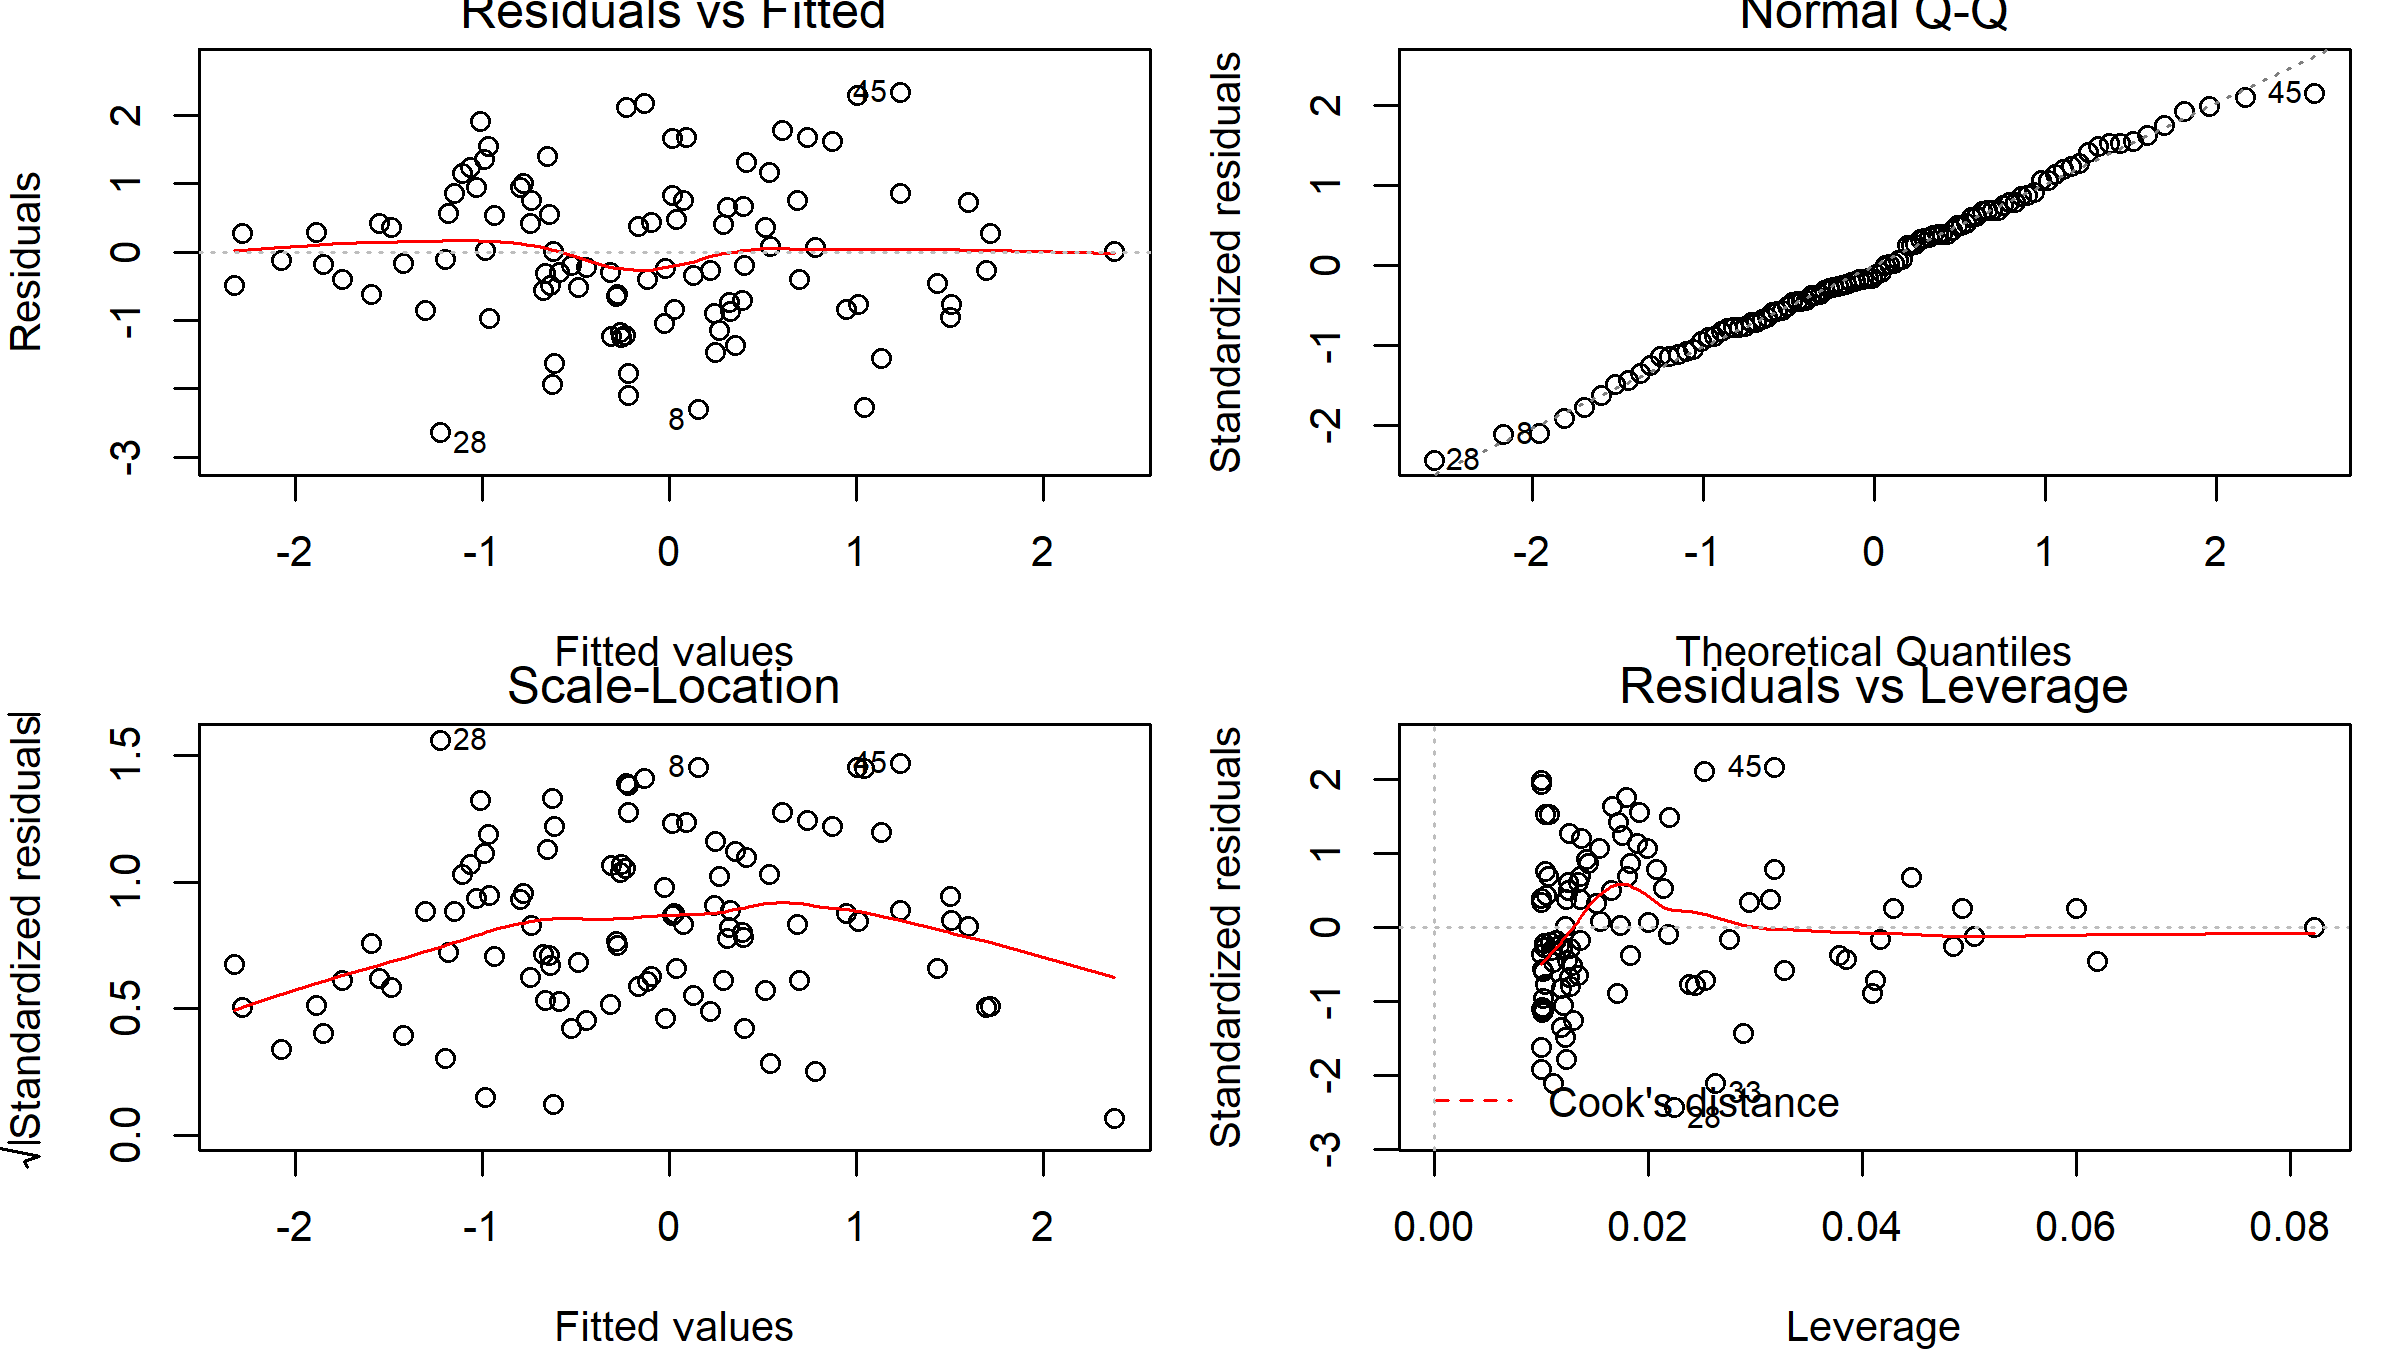 Residuals vs Fitted
Residuals
2
1
0
-1
-3
45
8
28
-2 -1 0 1 2
Fitted values
Normal Q-Q
Standardized residuals
2
1
0
-1
-2
45
8
28
-2 -1 0 1 2
Theoretical Quantiles
Scale-Location
√|Standardized residuals|
1.5
1.0
0.5
0.0
28
8
45
-2 -1 0 1 2
Fitted values
Residuals vs Leverage
Standardized residuals
2
1
0
-1
-2
-3
45
33
28
Cook's distance
0.00 0.02 0.04 0.06 0.08
Leverage